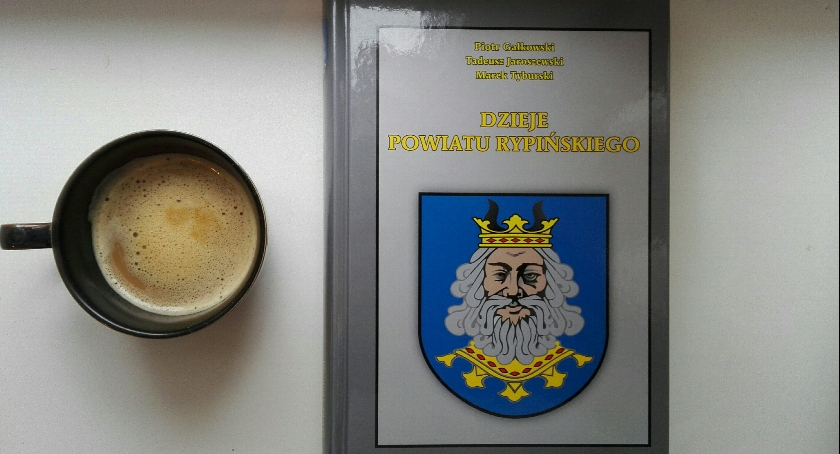 Piotr Gałkowski
Tadeusz Jaroszewski
Marek Tyburski
DZIEJE
POWIATU RYPIŃSKIEGO